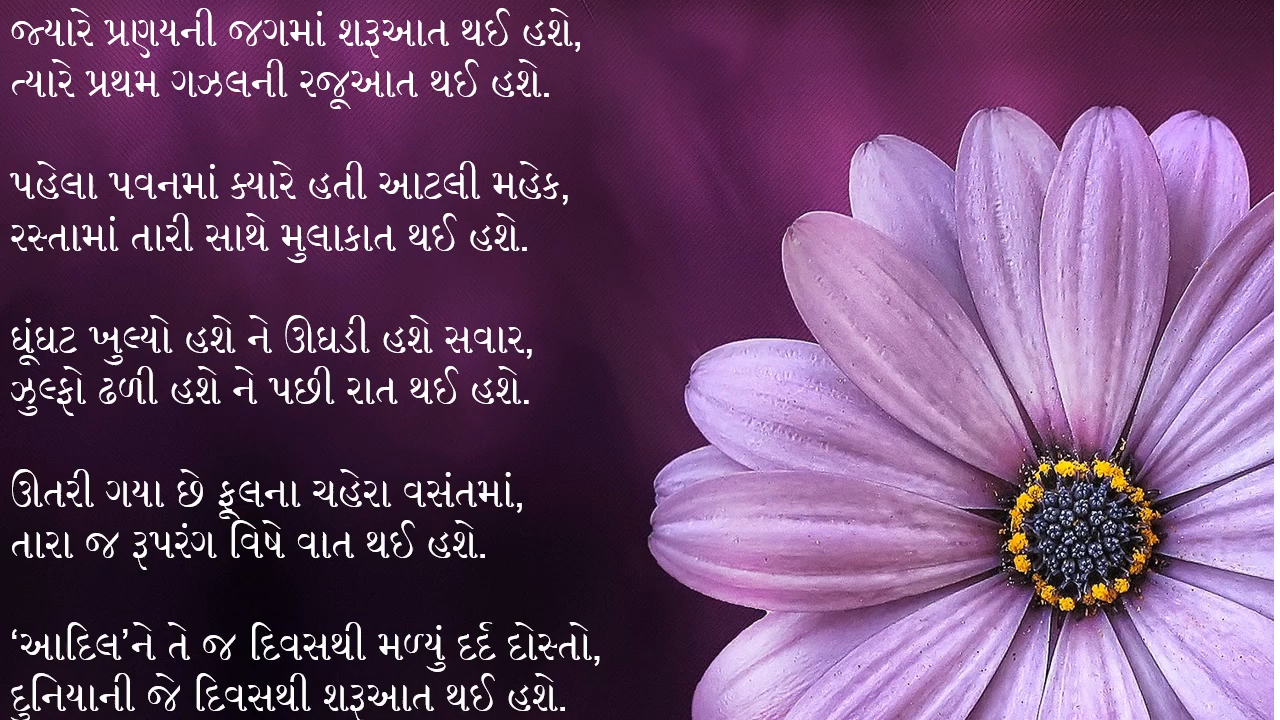 જ્યારે પ્રણયની જગમાં શરૂઆત થઈ હશે,
ત્યારે પ્રથમ ગઝલની રજૂઆત થઈ હશે.
પહેલા પવનમાં ક્યારે હતી આટલી મહેક,
રસ્તામાં તારી સાથે મુલાકાત થઈ હશે.
ઘૂંઘટ ખુલ્યો હશે ને ઊઘડી હશે સવાર,
ઝુલ્ફો ઢળી હશે ને પછી રાત થઈ હશે.
ઊતરી ગયા છે ફૂલના ચહેરા વસંતમાં,
તારા જ રૂપરંગ વિષે વાત થઈ હશે.
‘આદિલ’ને તે જ દિવસથી મળ્યું દર્દ દોસ્તો,
દુનિયાની જે દિવસથી શરૂઆત થઈ હશે.